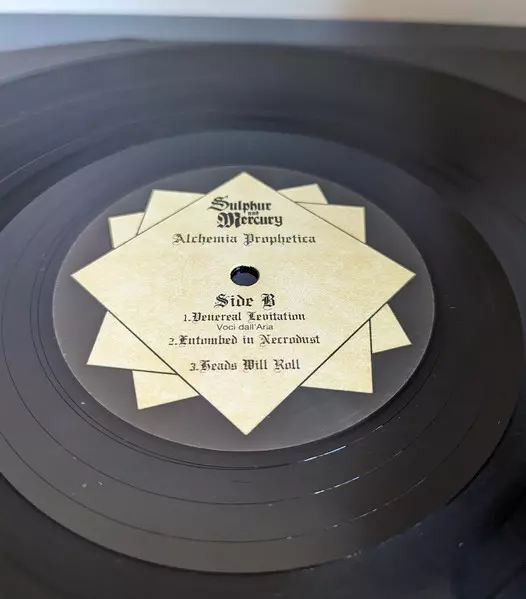 Sulphur
and
Mercury
Alchemia Prophetica
Side B
1.Venereal Levitation
Voci dall'Aria
2.Entombed in Necrodust
3.Heads Will Roll